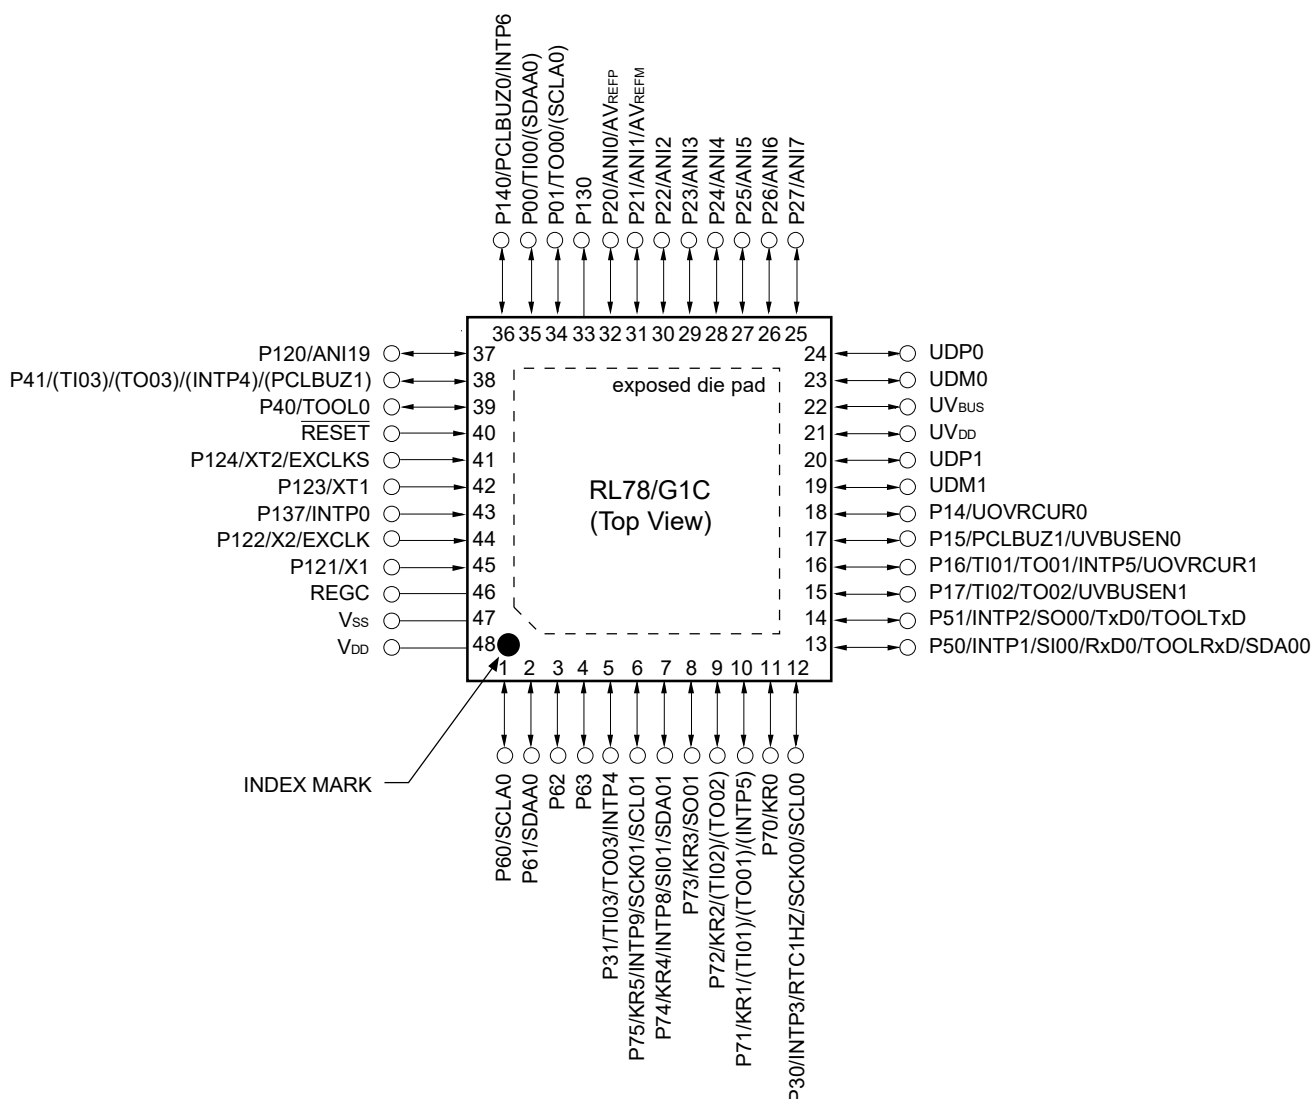 P140/PCLBUZ0/INTP6
P00/TI00/(SDAA0)
P01/TO00/(SCLA0)
P130
P20/ANI0/AVREFP
P21/ANI1/AVREFM
P22/ANI2
P23/ANI3
P24/ANI4
P25/ANI5
P26/ANI6
P27/ANI7
36 35 34 33 32 31 30 29 28 27 26 25
P120/ANI19 37
P41/(TI03)/(TO03)/(INTP4)/(PCLBUZ1) 38
P40/TOOL0 39
RESET 40
P124/XT2/EXCLKS 41
P123/XT1 42
P137/INTP0 43
P122/X2/EXCLK 44
P121/X1 45
REGC 46
VSS 47
VDD 48
exposed die pad
RL78/G1C
(Top View)
24 UDP0
23 UDM0
22 UVBUS
21 UVDD
20 UDP1
19 UDM1
18 P14/UOVRCUR0
17 P15/PCLBUZ1/UVBUSEN0
16 P16/TI01/TO01/INTP5/UOVRCUR1
15 P17/TI02/TO02/UVBUSEN1
14 P51/INTP2/SO00/TxD0/TOOLTxD
13 P50/INTP1/SI00/RxD0/TOOLRxD/SDA00
1 2 3 4 5 6 7 8 9 10 11 12
INDEX MARK
P60/SCLA0
P61/SDAA0
P62
P63
P31/TI03/TO03/INTP4
P75/KR5/INTP9/SCK01/SCL01
P74/KR4/INTP8/SI01/SDA01
P73/KR3/SO01
P72/KR2/(TI02)/(TO02)
P71/KR1/(TI01)/(TO01)/(INTP5)
P70/KR0
P30/INTP3/RTC1HZ/SCK00/SCL00